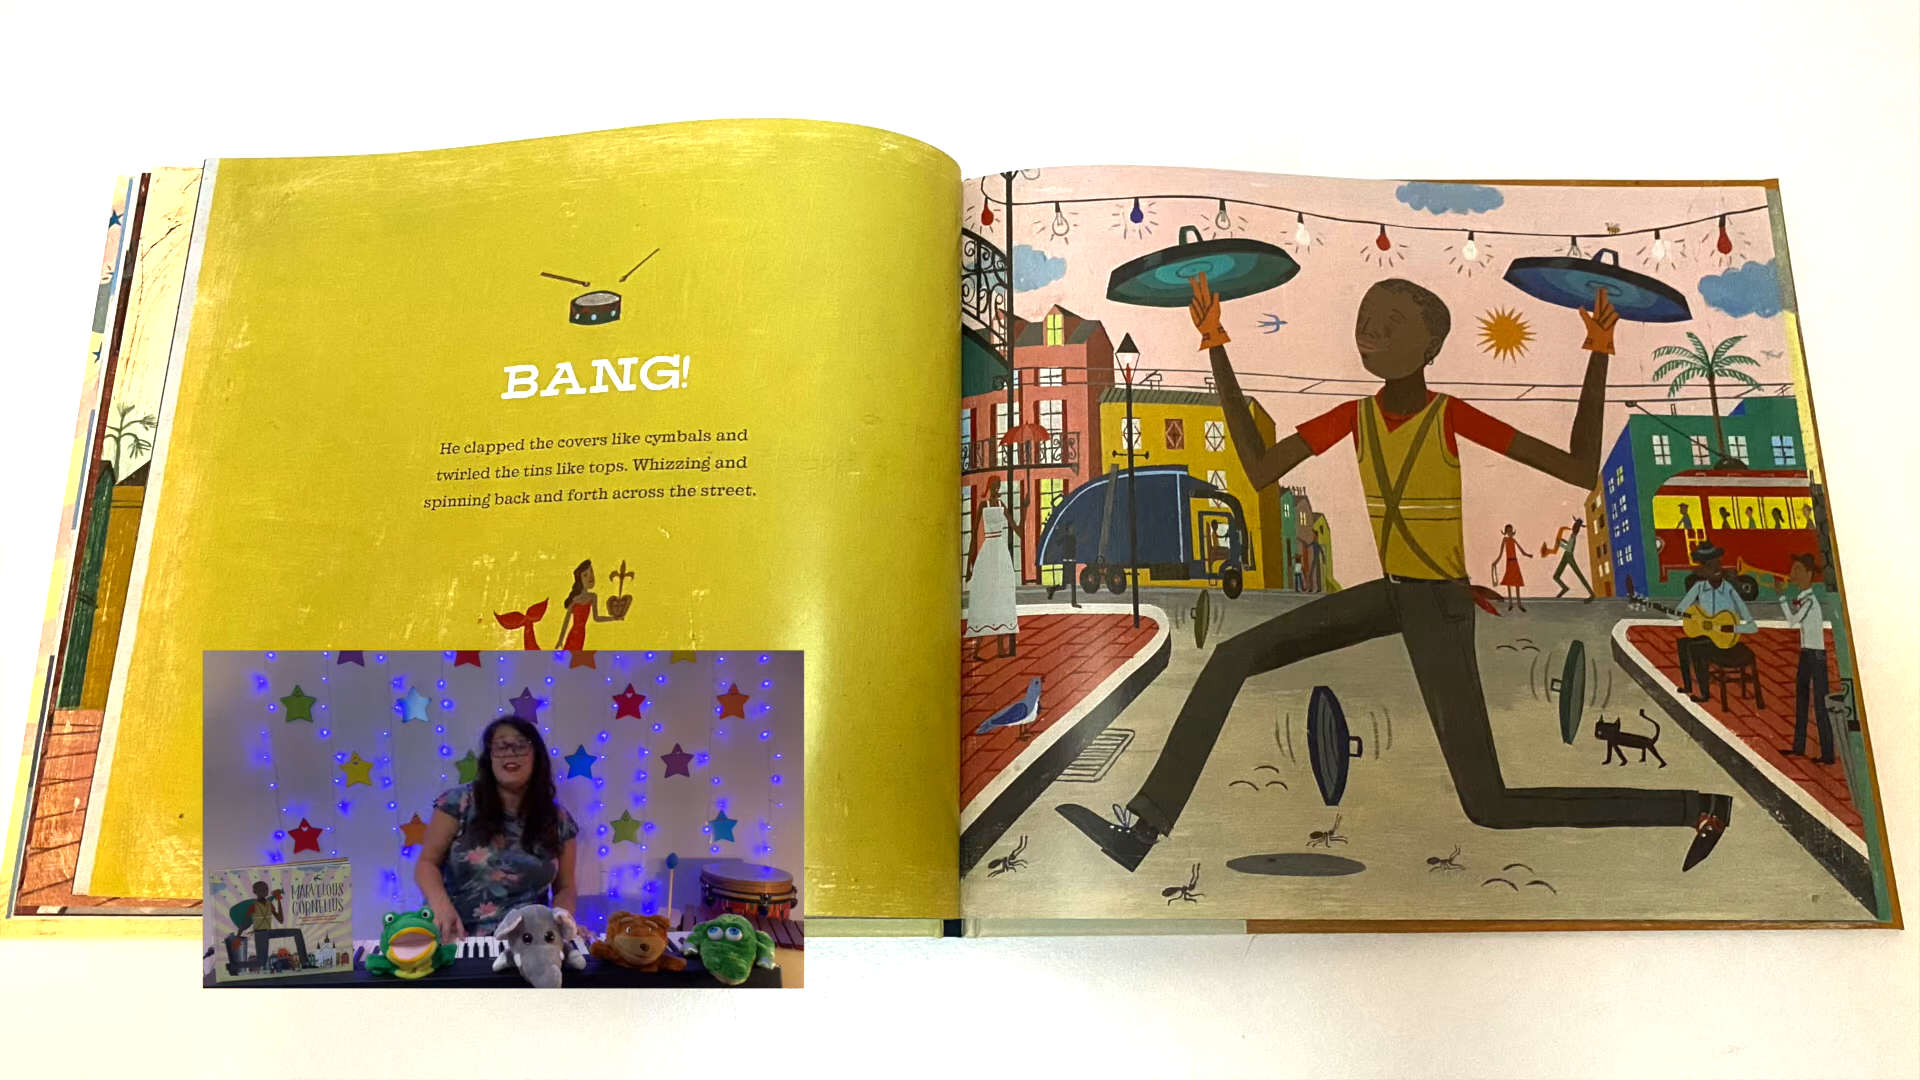 BANG!
He clapped the covers like cymbals and
twirled the tins like tops. Whizzing and
spinning back and forth across the street.
MARVELOUS
CORNELIUS